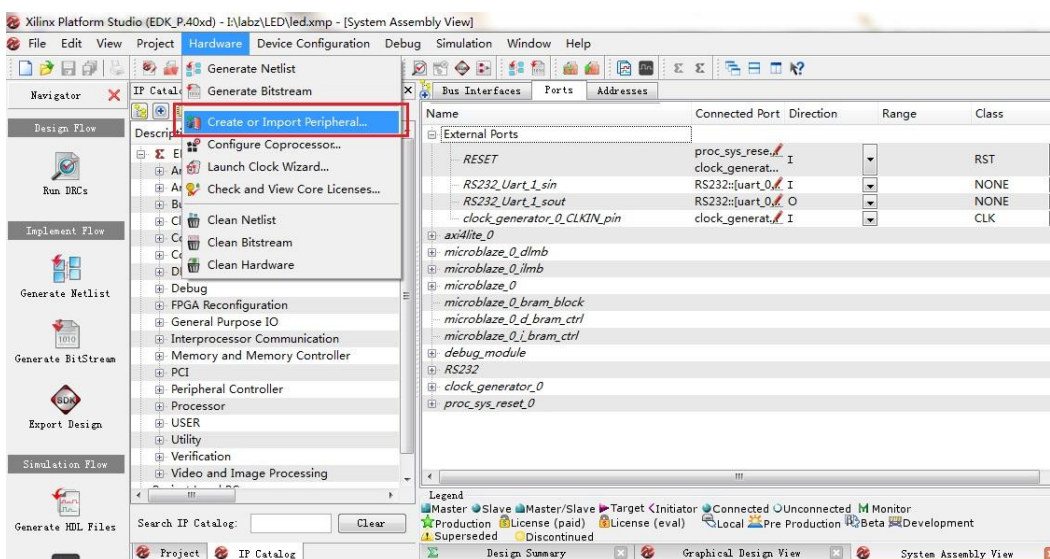 Xilinx Platform Studio (EDK_P.40xd) - I:\labz\LED\led.xmp - [System Assembly View]
File Edit View Project Hardware Device Configuration Debug Simulation Window Help
Navigator
Design Flow
Run DRCs
Implement Flow
Generate Netlist
Generate BitStream
SDK
Export Design
Simulation Flow
Generate HDL Files
Generate Netlist
Generate Bitstream
Create or Import Peripheral...
Configure Coprocessor...
Launch Clock Wizard...
Check and View Core Licenses...
Clean Netlist
Clean Bitstream
Clean Hardware
IP Catal
Descript
Debug
FPGA Reconfiguration
General Purpose IO
Interprocessor Communication
Memory and Memory Controller
PCI
Peripheral Controller
Processor
USER
Utility
Verification
Video and Image Processing
Search IP Catalog: Clear
Project IP Catalog
Bus Interfaces Ports Addresses
Name Connected Port Direction Range Class
External Ports
RESET proc_sys_rese... clock_generat... I RST
RS232_Uart_1_sin RS232::[uart_0 I NONE
RS232_Uart_1_sout RS232::[uart_0 O NONE
clock_generator_0_CLKIN_pin clock_generat I CLK
axi4lite_0
microblaze_0_dlmb
microblaze_0_ilmb
microblaze_0
microblaze_0_bram_block
microblaze_0_d_bram_ctrl
microblaze_0_i_bram_ctrl
debug_module
RS232
clock_generator_0
proc_sys_reset_0
Legend
Master Slave Master/Slave Target Initiator Connected Unconnected M Monitor
Production License (paid) License (eval) Local Pre Production Beta Development
Superseded Discontinued
Design Summary Graphical Design View System Assembly View